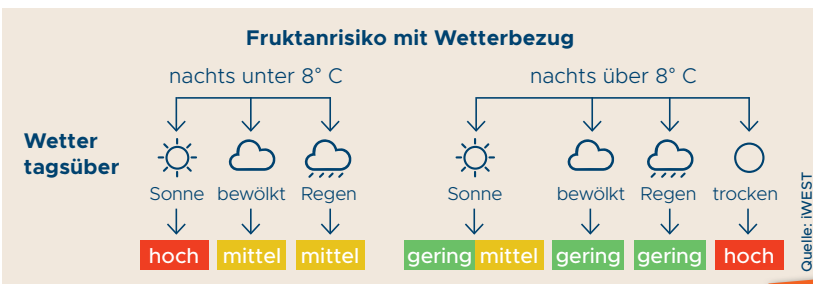 Fruktanrisiko mit Wetterbezug
nachts unter 8° C
nachts über 8° C
Wetter
tagsüber
Sonne bewölkt Regen
Sonne bewölkt Regen trocken
hoch mittel mittel
gering mittel gering gering hoch
Quelle: iWEST